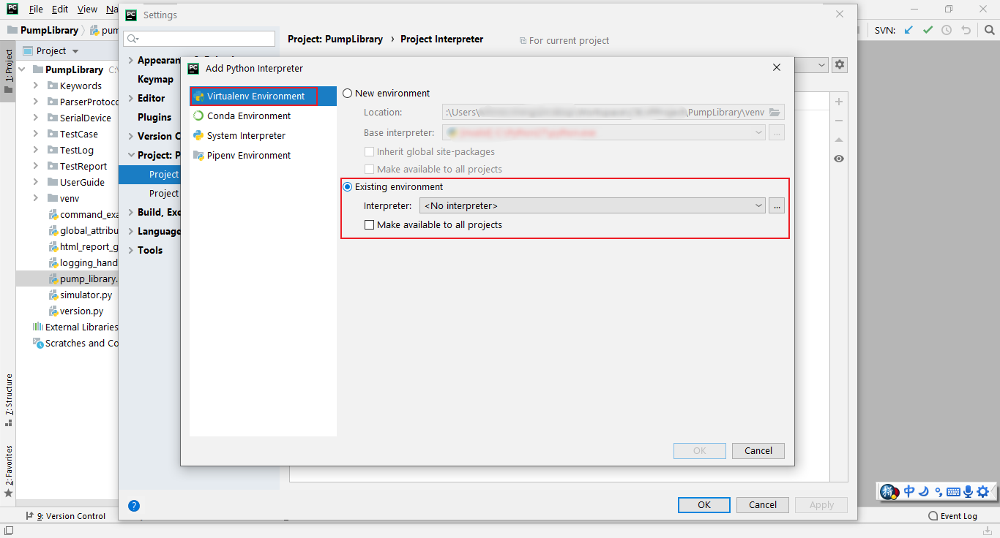 File Edit View Na
PumpLibrary pum
SVN:
1: Project
Project
PumpLibrary C:\
Keywords
ParserProtoco
SerialDevice
TestCase
TestLog
TestReport
UserGuide
venv
command_exa
global_attribu
html_report_g
logging_hand
pump_library.
simulator.py
version.py
External Libraries
Scratches and Co
7: Structure
2: Favorites
9: Version Control
Event Log
Settings
Project: PumpLibrary › Project Interpreter
For current project
Keymap
Editor
Plugins
Version C
Project: P
Project
Project
Build, Exe
Language
Tools
OK
Cancel
Apply
Add Python Interpreter
Virtualenv Environment
Conda Environment
System Interpreter
Pipenv Environment
New environment
Location: :\Users\ \PumpLibrary\venv
Base interpreter:
...
Inherit global site-packages
Make available to all projects
Existing environment
Interpreter: <No interpreter>
...
Make available to all projects
OK
Cancel
中